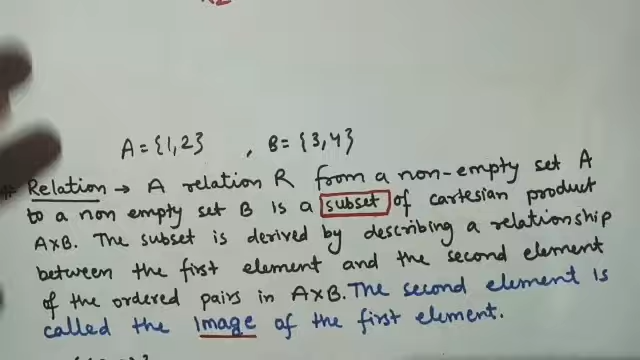 A = {1,2} , B = {3,4}
Relation → A relation R from a non-empty set A
to a non empty set B is a subset of cartesian product
A×B. The subset is derived by describing a relationship
between the first element and the second element
of the ordered pairs in A×B. The second element is
called the image of the first element.